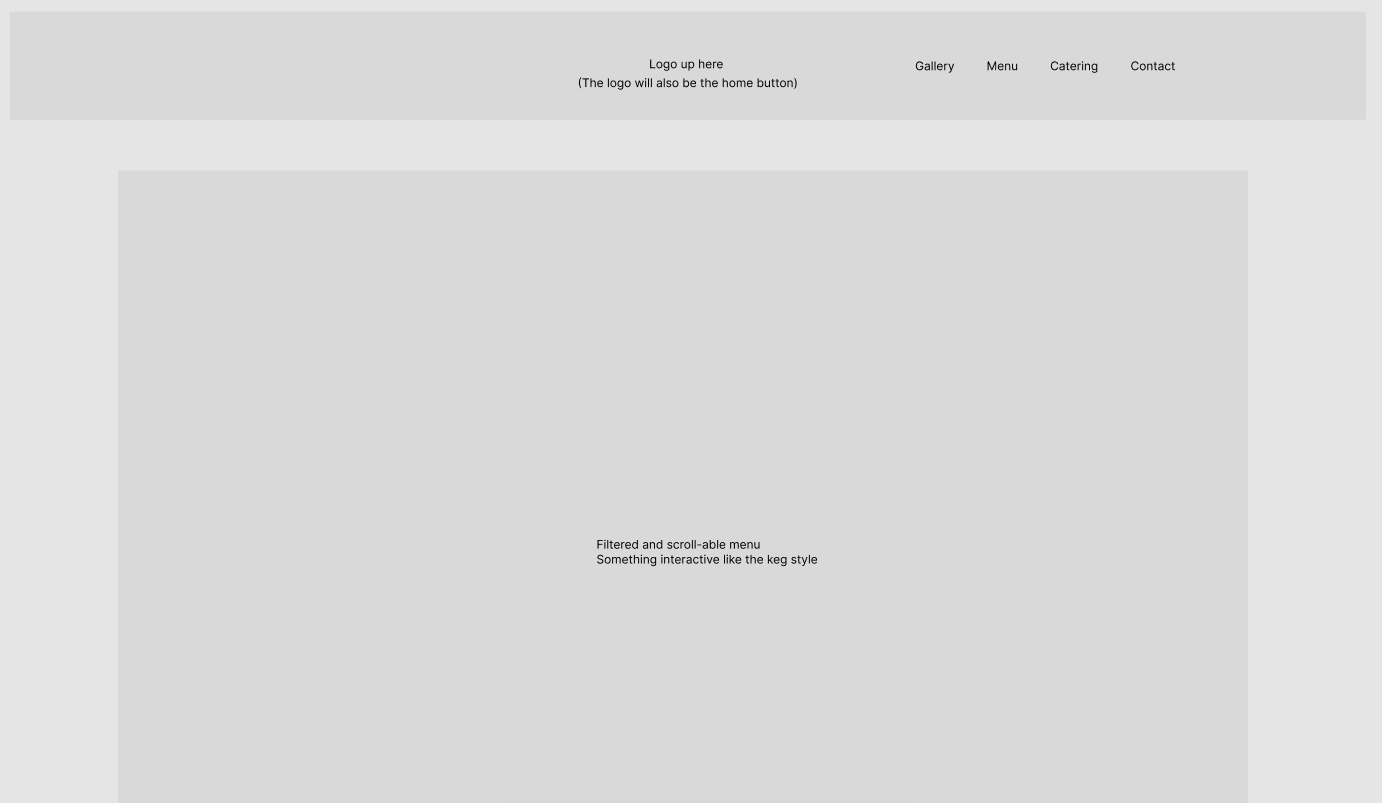 Logo up here
(The logo will also be the home button)
Gallery Menu Catering Contact
Filtered and scroll-able menu
Something interactive like the keg style